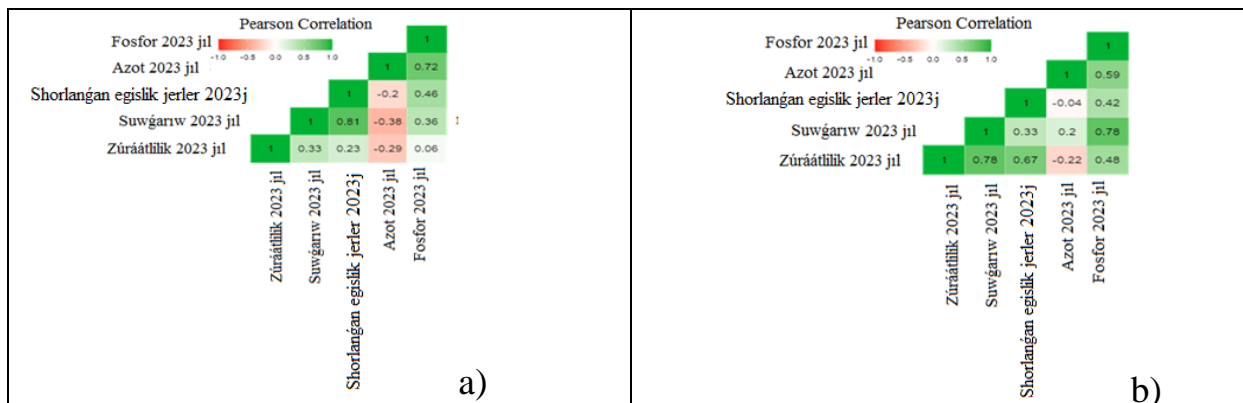 Pearson Correlation
Fosfor 2023 jıl
-1.0 -0.5 0.0 0.5 1.0
1
Azot 2023 jıl
1 0.72
Shorlanǵan egislik jerler 2023j
1 -0.2 0.46
Suwǵarıw 2023 jıl
1 0.81 -0.38 0.36
Zúráátlilik 2023 jıl
1 0.33 0.23 -0.29 0.06
Zúráátlilik 2023 jıl
Suwǵarıw 2023 jıl
Shorlanǵan egislik jerler 2023j
Azot 2023 jıl
Fosfor 2023 jıl
a)
Pearson Correlation
Fosfor 2023 jıl
-1.0 -0.5 0.0 0.5 1.0
1
Azot 2023 jıl
1 0.59
Shorlanǵan egislik jerler 2023j
1 -0.04 0.42
Suwǵarıw 2023 jıl
1 0.33 0.2 0.78
Zúráátlilik 2023 jıl
1 0.78 0.67 -0.22 0.48
Zúráátlilik 2023 jıl
Suwǵarıw 2023 jıl
Shorlanǵan egislik jerler 2023j
Azot 2023 jıl
Fosfor 2023 jıl
b)